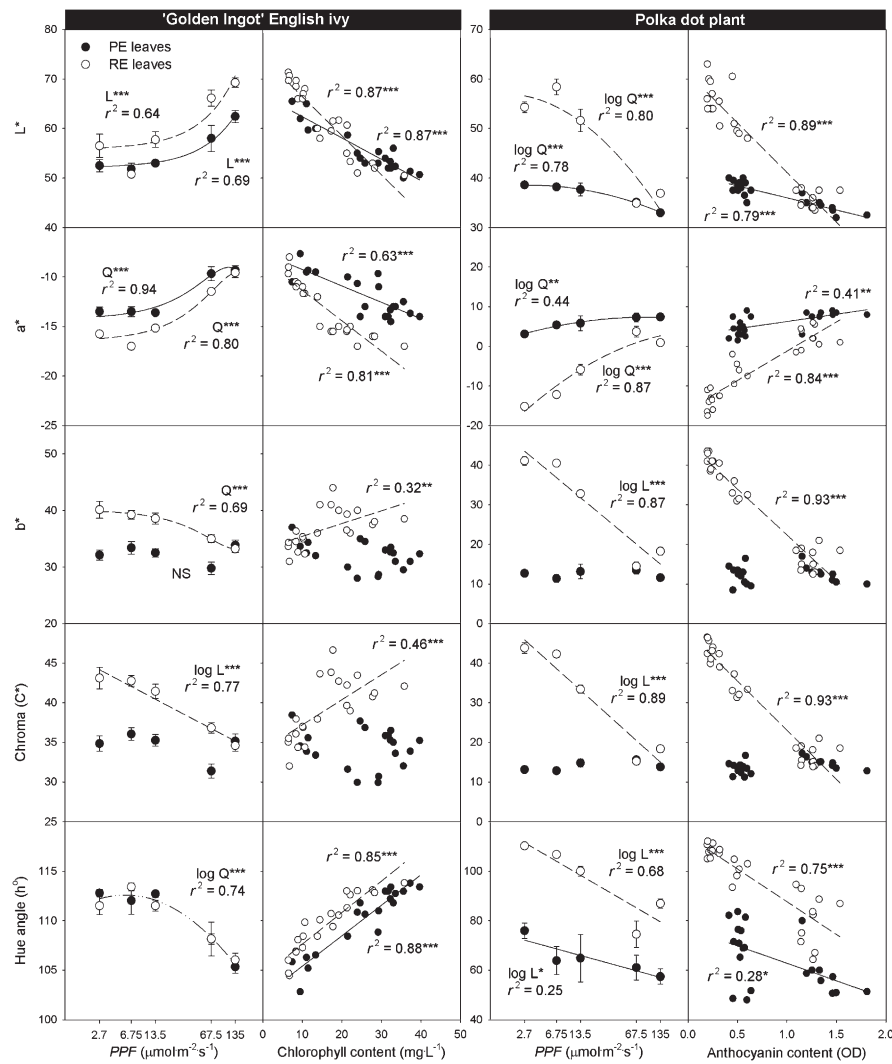 'Golden Ingot' English ivy
Polka dot plant
PE leaves
RE leaves
L*
80
70
60
50
40
L***
r² = 0.64
L***
r² = 0.69
r² = 0.87***
r² = 0.87***
70
60
50
40
30
log Q***
r² = 0.80
log Q***
r² = 0.78
r² = 0.89***
r² = 0.79***
a*
-10
-15
-20
-25
Q***
r² = 0.94
Q***
r² = 0.80
r² = 0.63***
r² = 0.81***
20
10
0
-10
-20
log Q**
r² = 0.44
log Q***
r² = 0.87
r² = 0.41**
r² = 0.84***
b*
50
40
30
20
Q***
r² = 0.69
NS
r² = 0.32**
40
30
20
10
0
log L***
r² = 0.87
r² = 0.93***
Chroma (C*)
45
40
35
30
25
log L***
r² = 0.77
r² = 0.46***
40
30
20
10
0
log L***
r² = 0.89
r² = 0.93***
Hue angle (h°)
115
110
105
100
log Q***
r² = 0.74
r² = 0.85***
r² = 0.88***
100
80
60
40
log L***
r² = 0.68
log L*
r² = 0.25
r² = 0.75***
r² = 0.28*
2.7 6.75 13.5 67.5 135
0 10 20 30 40 50
2.7 6.75 13.5 67.5 135
0.0 0.5 1.0 1.5 2.0
PPF (μmol·m⁻²·s⁻¹)
Chlorophyll content (mg·L⁻¹)
PPF (μmol·m⁻²·s⁻¹)
Anthocyanin content (OD)